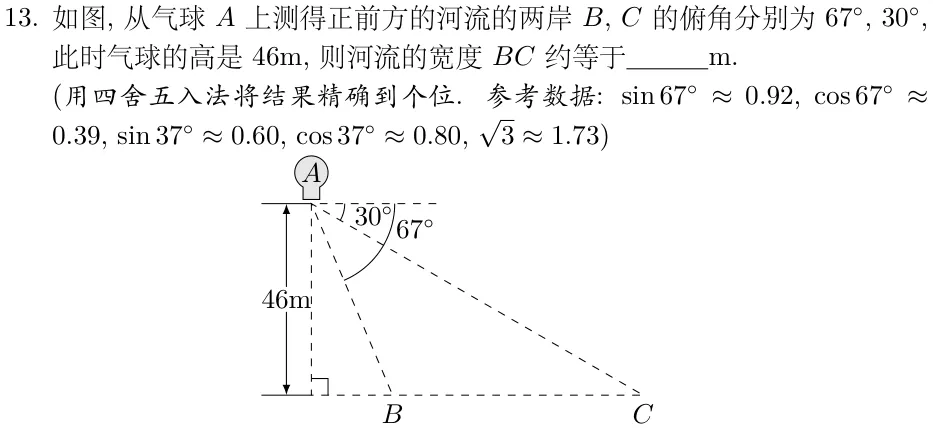 13. 如图, 从气球 A 上测得正前方的河流的两岸 B, C 的俯角分别为 67°, 30°,
此时气球的高是 46m, 则河流的宽度 BC 约等于______m.
(用四舍五入法将结果精确到个位. 参考数据: sin 67° ≈ 0.92, cos 67° ≈
0.39, sin 37° ≈ 0.60, cos 37° ≈ 0.80, √3 ≈ 1.73)
A
30°
67°
46m
B
C